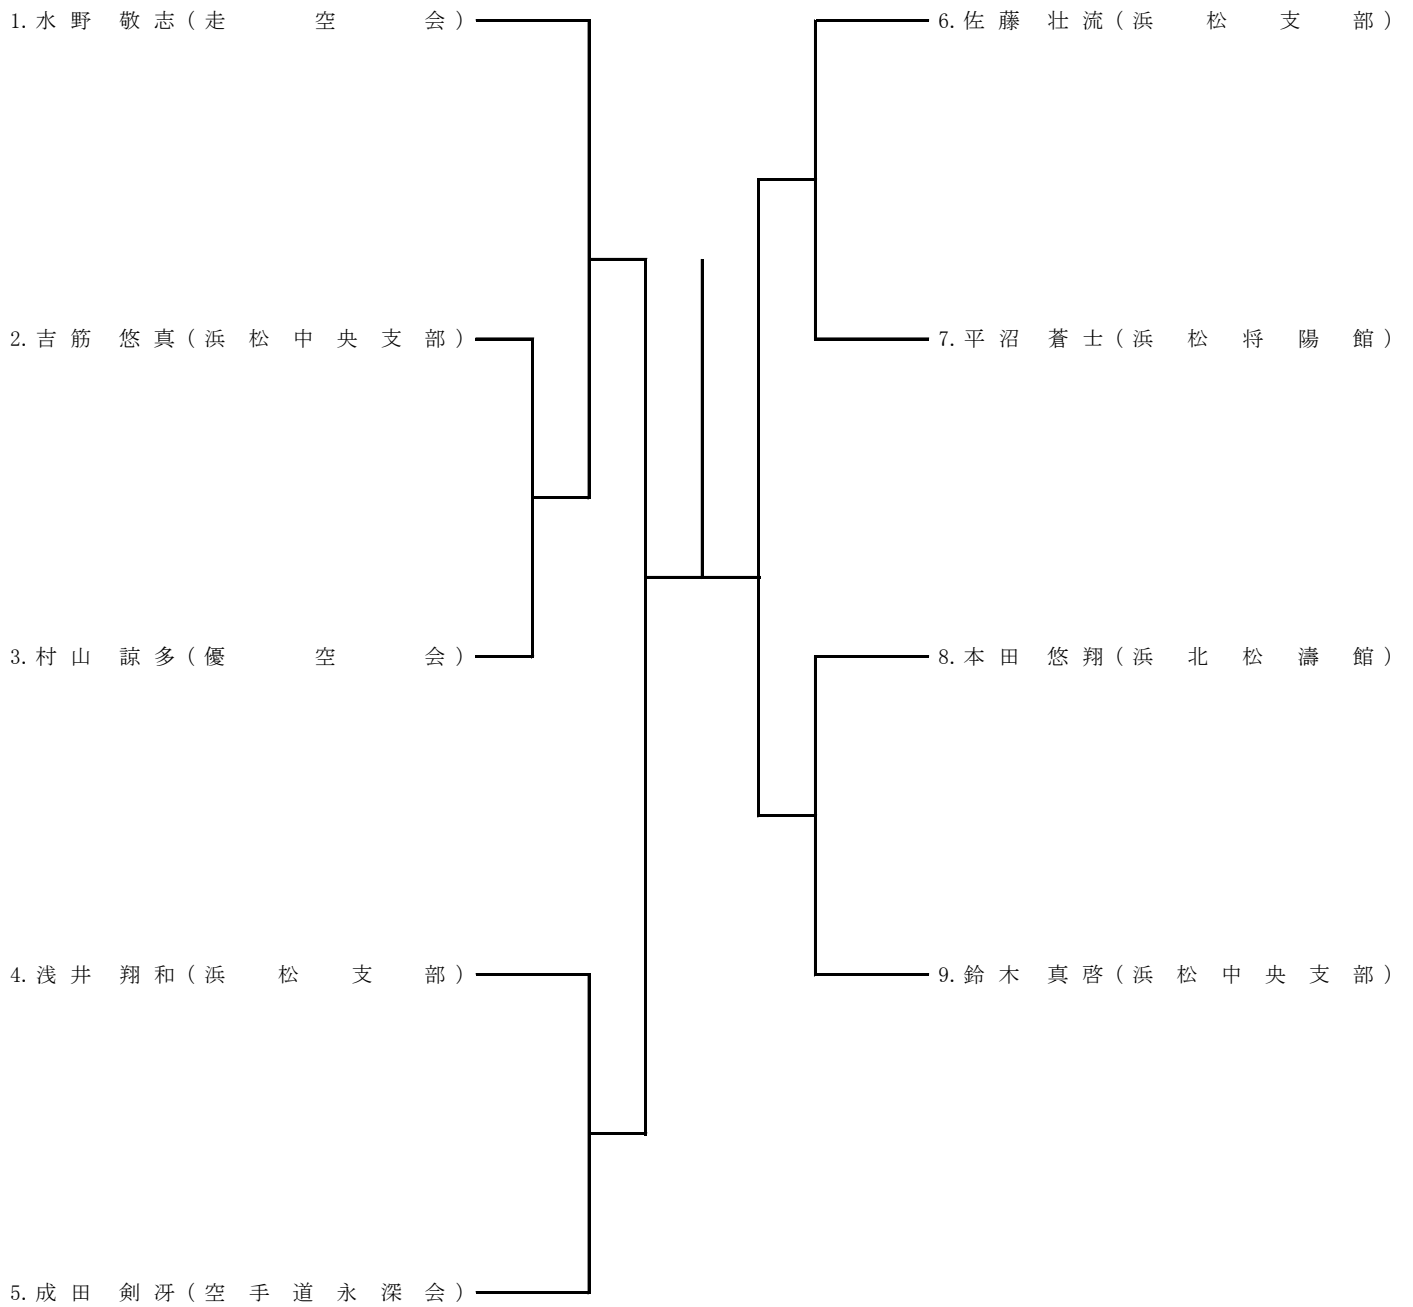 1. 水野 敬志 (走空会)
2. 吉筋 悠真 (浜松中央支部)
3. 村山 諒多 (優空会)
4. 浅井 翔和 (浜松支部)
5. 成田 剣冴 (空手道永深会)
6. 佐藤 壮流 (浜松支部)
7. 平沼 蒼士 (浜松将陽館)
8. 本田 悠翔 (浜北松濤館)
9. 鈴木 真啓 (浜松中央支部)